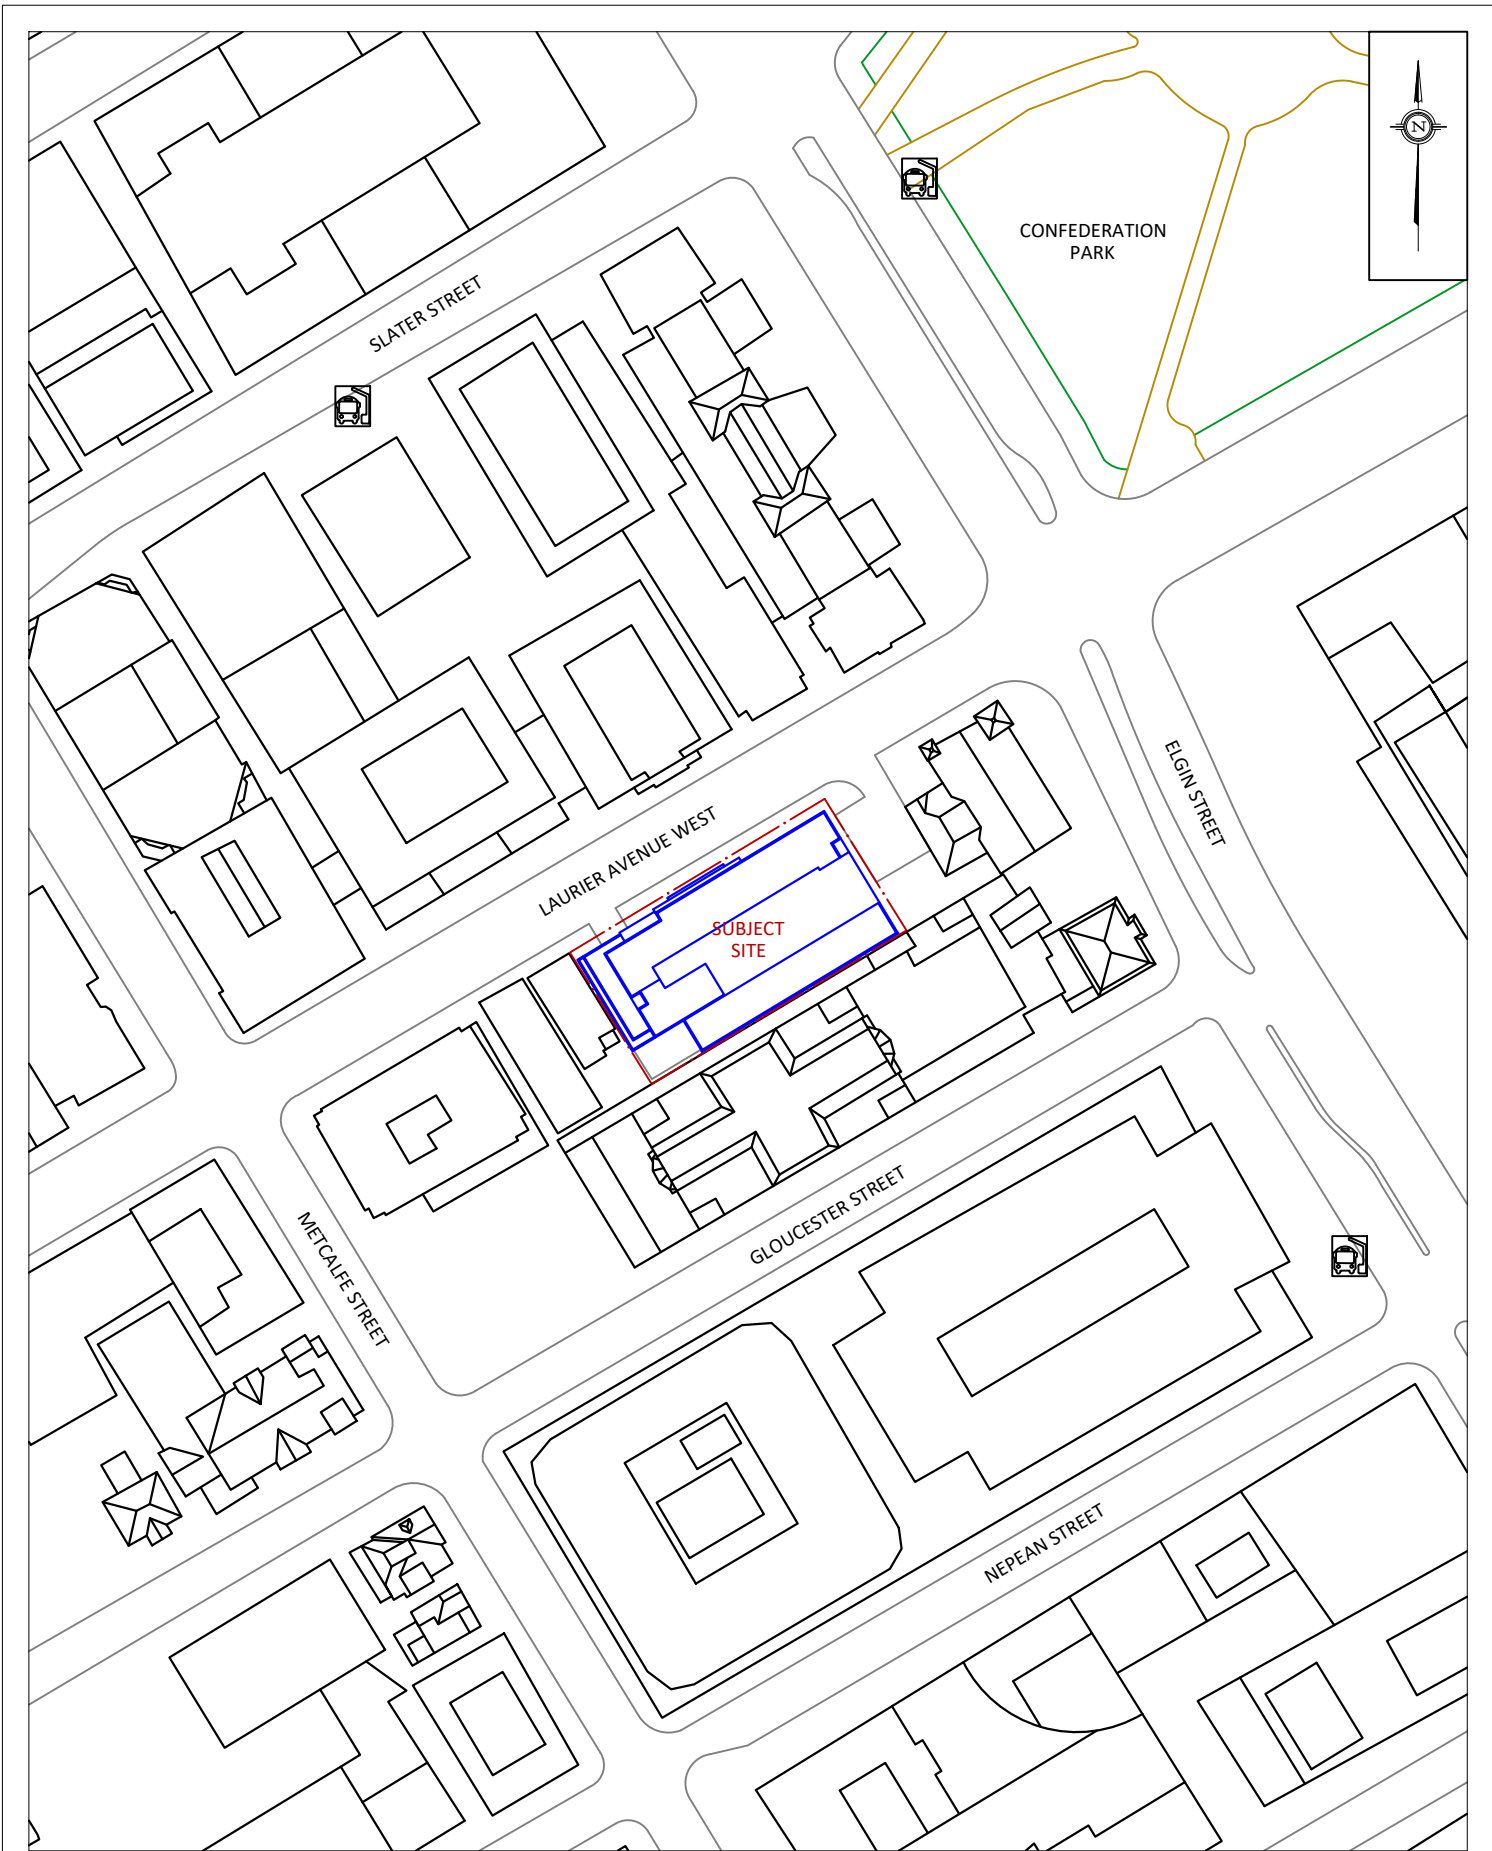 N
CONFEDERATION
PARK
SLATER STREET
ELGIN STREET
LAURIER AVENUE WEST
SUBJECT
SITE
METCALFE STREET
GLOUCESTER STREET
NEPEAN STREET